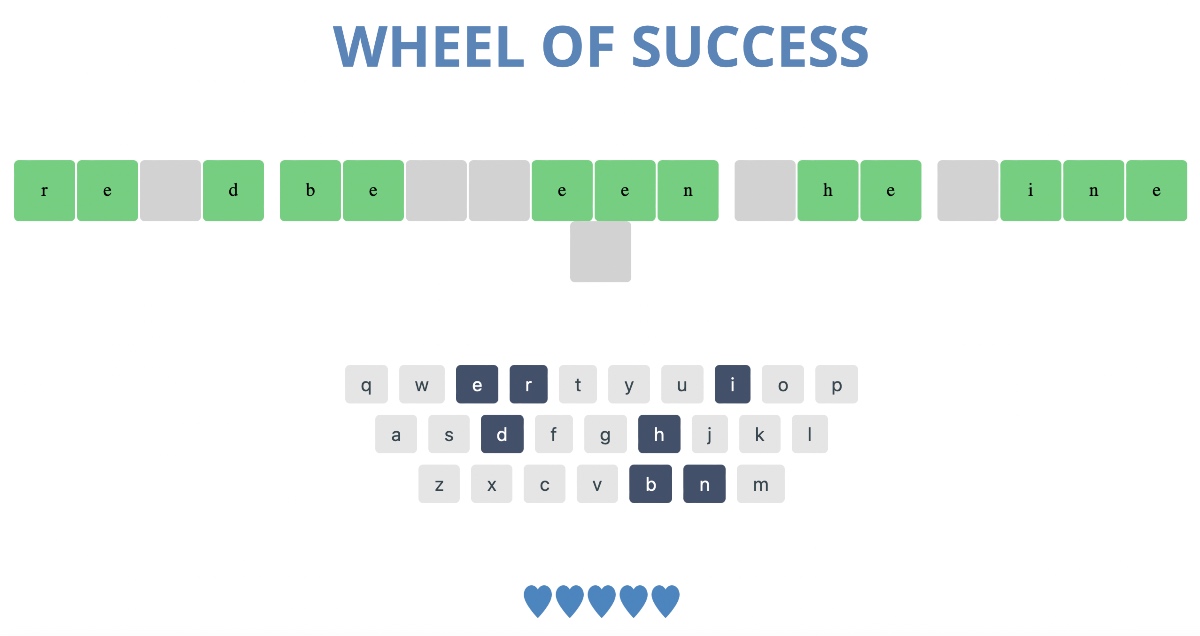 WHEEL OF SUCCESS
r e d b e e e n h e i n e
q w e r t y u i o p
a s d f g h j k l
z x c v b n m